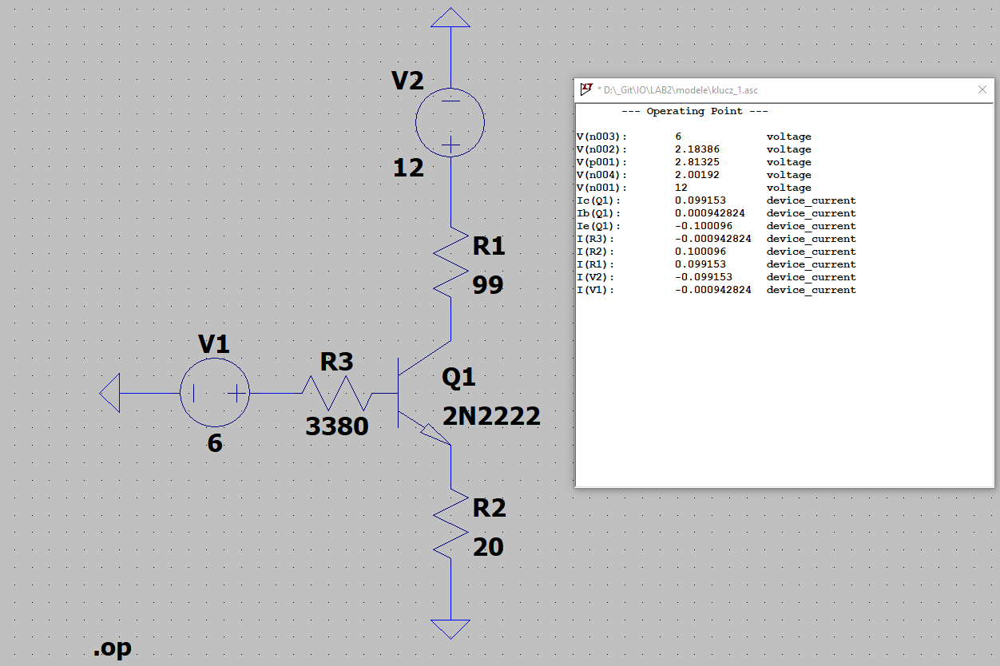 V2
12
R1
99
V1
6
R3
3380
Q1
2N2222
R2
20
.op
* D:\_Git\IO\LAB2\modele\klucz_1.asc
--- Operating Point ---
V(n003): 6 voltage
V(n002): 2.18386 voltage
V(p001): 2.81325 voltage
V(n004): 2.00192 voltage
V(n001): 12 voltage
Ic(Q1): 0.099153 device_current
Ib(Q1): 0.000942824 device_current
Ie(Q1): -0.100096 device_current
I(R3): -0.000942824 device_current
I(R2): 0.100096 device_current
I(R1): 0.099153 device_current
I(V2): -0.099153 device_current
I(V1): -0.000942824 device_current